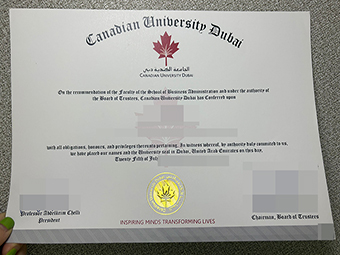 Canadian University Dubai
الجامعة الكندية دبي
CANADIAN UNIVERSITY DUBAI
On the recommendation of the Faculty of the School of Business Administration and under the authority of
the Board of Trustees, Canadian University Dubai has Conferred upon
with all obligations, honours, and privileges thereunto pertaining. In witness whereof, by authority duly committed to us,
we have placed our names and the University seal in Dubai, United Arab Emirates on this day,
Twenty Fifth of July
Professor Abdelkrim Chelli
President
Chairman, Board of Trustees
INSPIRING MINDS TRANSFORMING LIVES